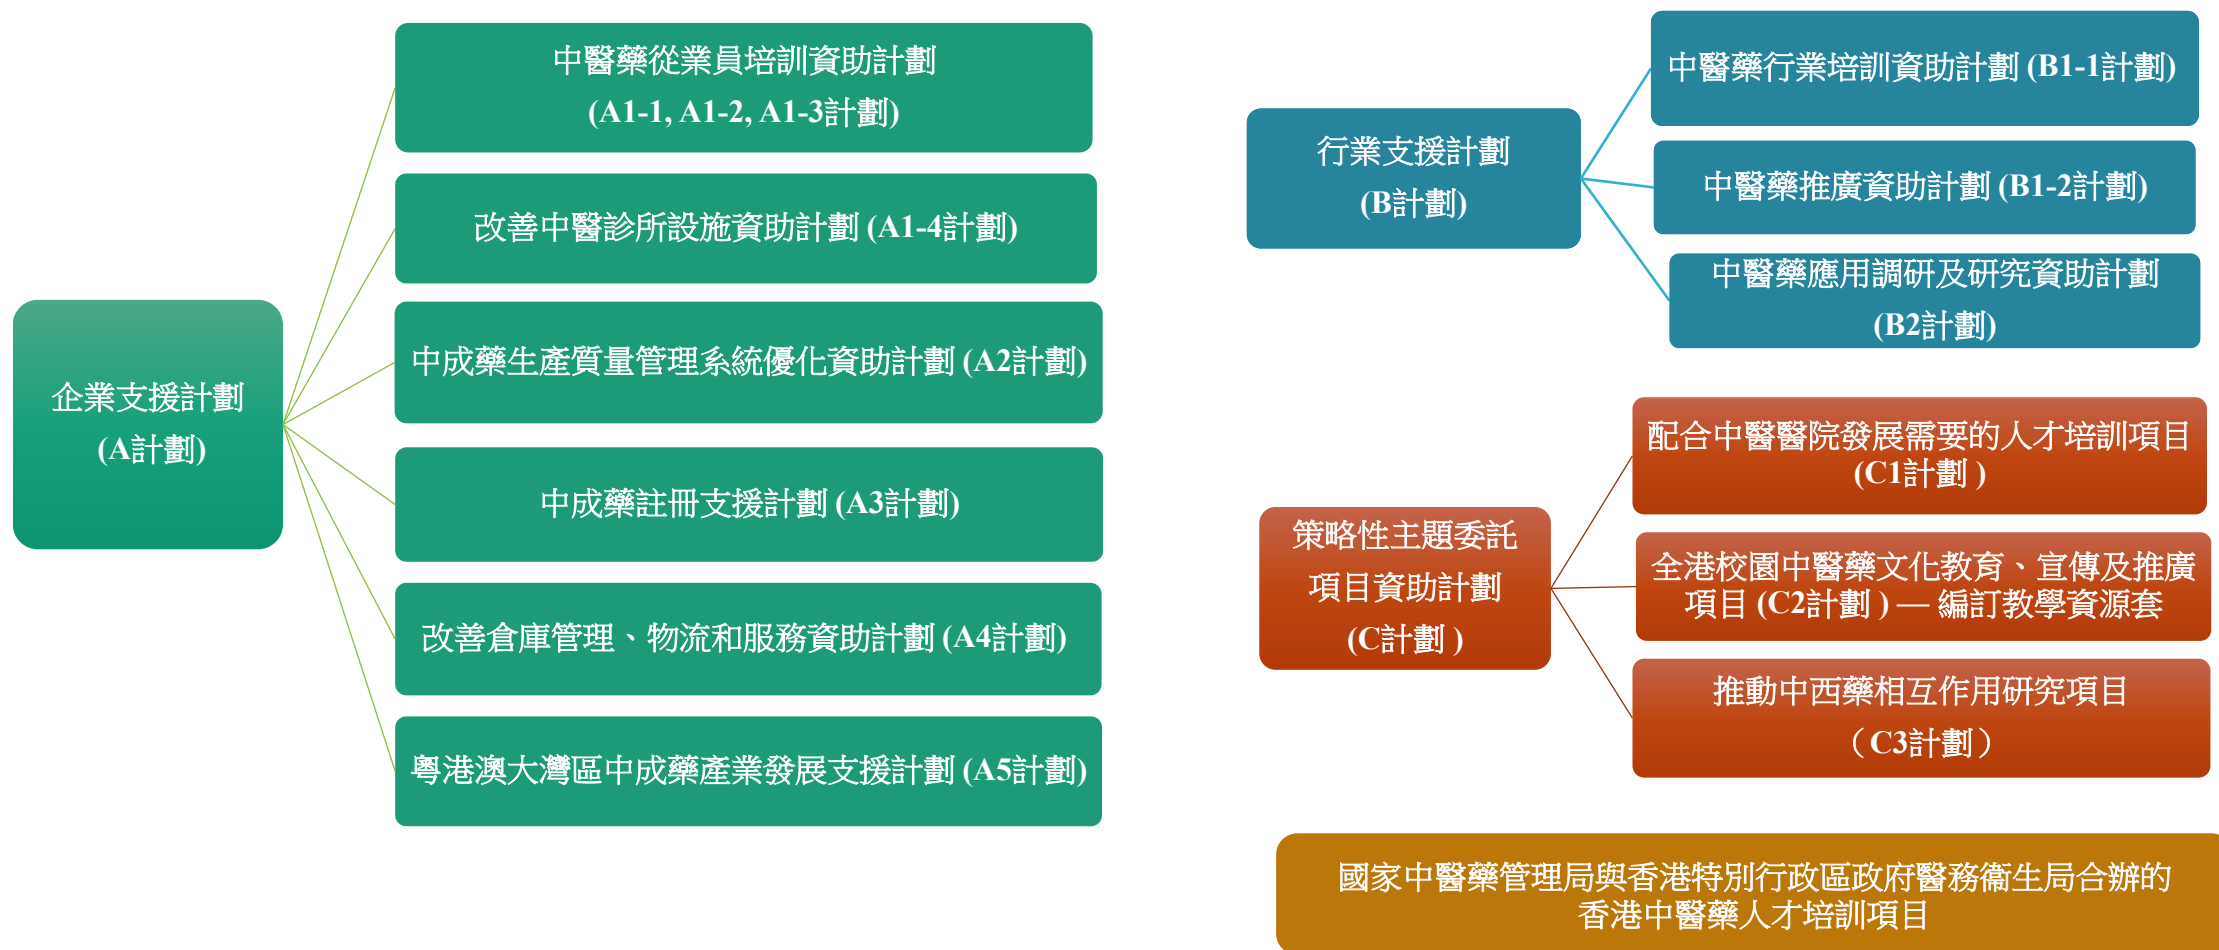 企業支援計劃
(A計劃)
中醫藥從業員培訓資助計劃
(A1-1, A1-2, A1-3計劃)
改善中醫診所設施資助計劃 (A1-4計劃)
中成藥生產質量管理系統優化資助計劃 (A2計劃)
中成藥註冊支援計劃 (A3計劃)
改善倉庫管理、物流和服務資助計劃 (A4計劃)
粵港澳大灣區中成藥產業發展支援計劃 (A5計劃)
行業支援計劃
(B計劃)
中醫藥行業培訓資助計劃 (B1-1計劃)
中醫藥推廣資助計劃 (B1-2計劃)
中醫藥應用調研及研究資助計劃
(B2計劃)
策略性主題委託
項目資助計劃
(C計劃 )
配合中醫醫院發展需要的人才培訓項目
(C1計劃 )
全港校園中醫藥文化教育、宣傳及推廣
項目 (C2計劃 ) — 編訂教學資源套
推動中西藥相互作用研究項目
（C3計劃）
國家中醫藥管理局與香港特別行政區政府醫務衞生局合辦的
香港中醫藥人才培訓項目